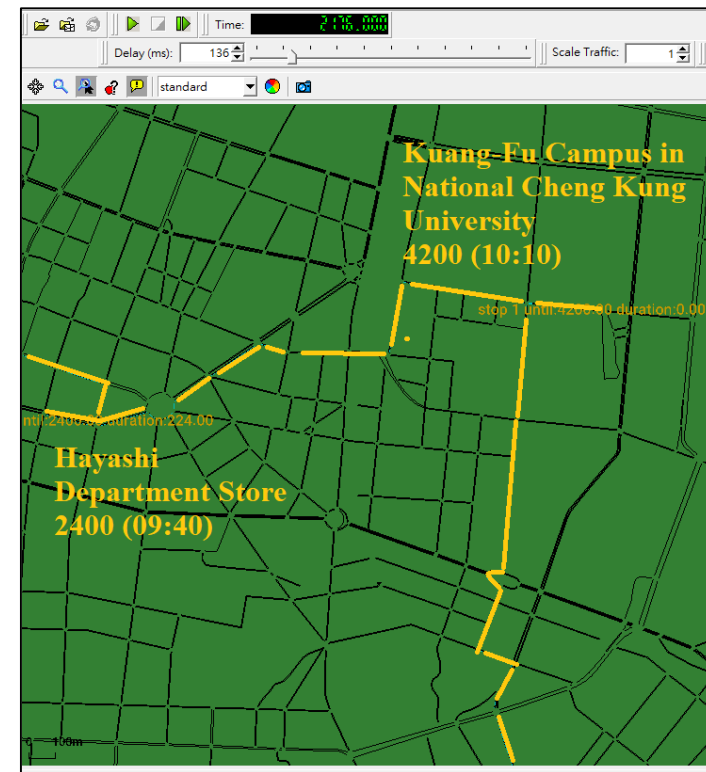 Time:
2176.000
Delay (ms):
136
Scale Traffic:
1
standard
Kuang-Fu Campus in
National Cheng Kung
University
4200 (10:10)
stop 1 until:4200.00 duration:0.00
ntil:2400.00 duration:224.00
Hayashi
Department Store
2400 (09:40)
0 100m